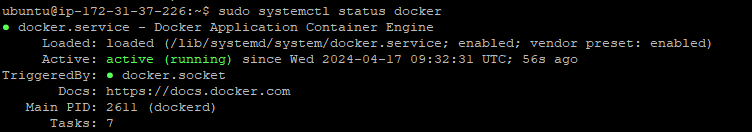 ubuntu@ip-172-31-37-226:~$ sudo systemctl status docker
● docker.service - Docker Application Container Engine
Loaded: loaded (/lib/systemd/system/docker.service; enabled; vendor preset: enabled)
Active: active (running) since Wed 2024-04-17 09:32:31 UTC; 56s ago
TriggeredBy: ● docker.socket
Docs: https://docs.docker.com
Main PID: 2611 (dockerd)
Tasks: 7